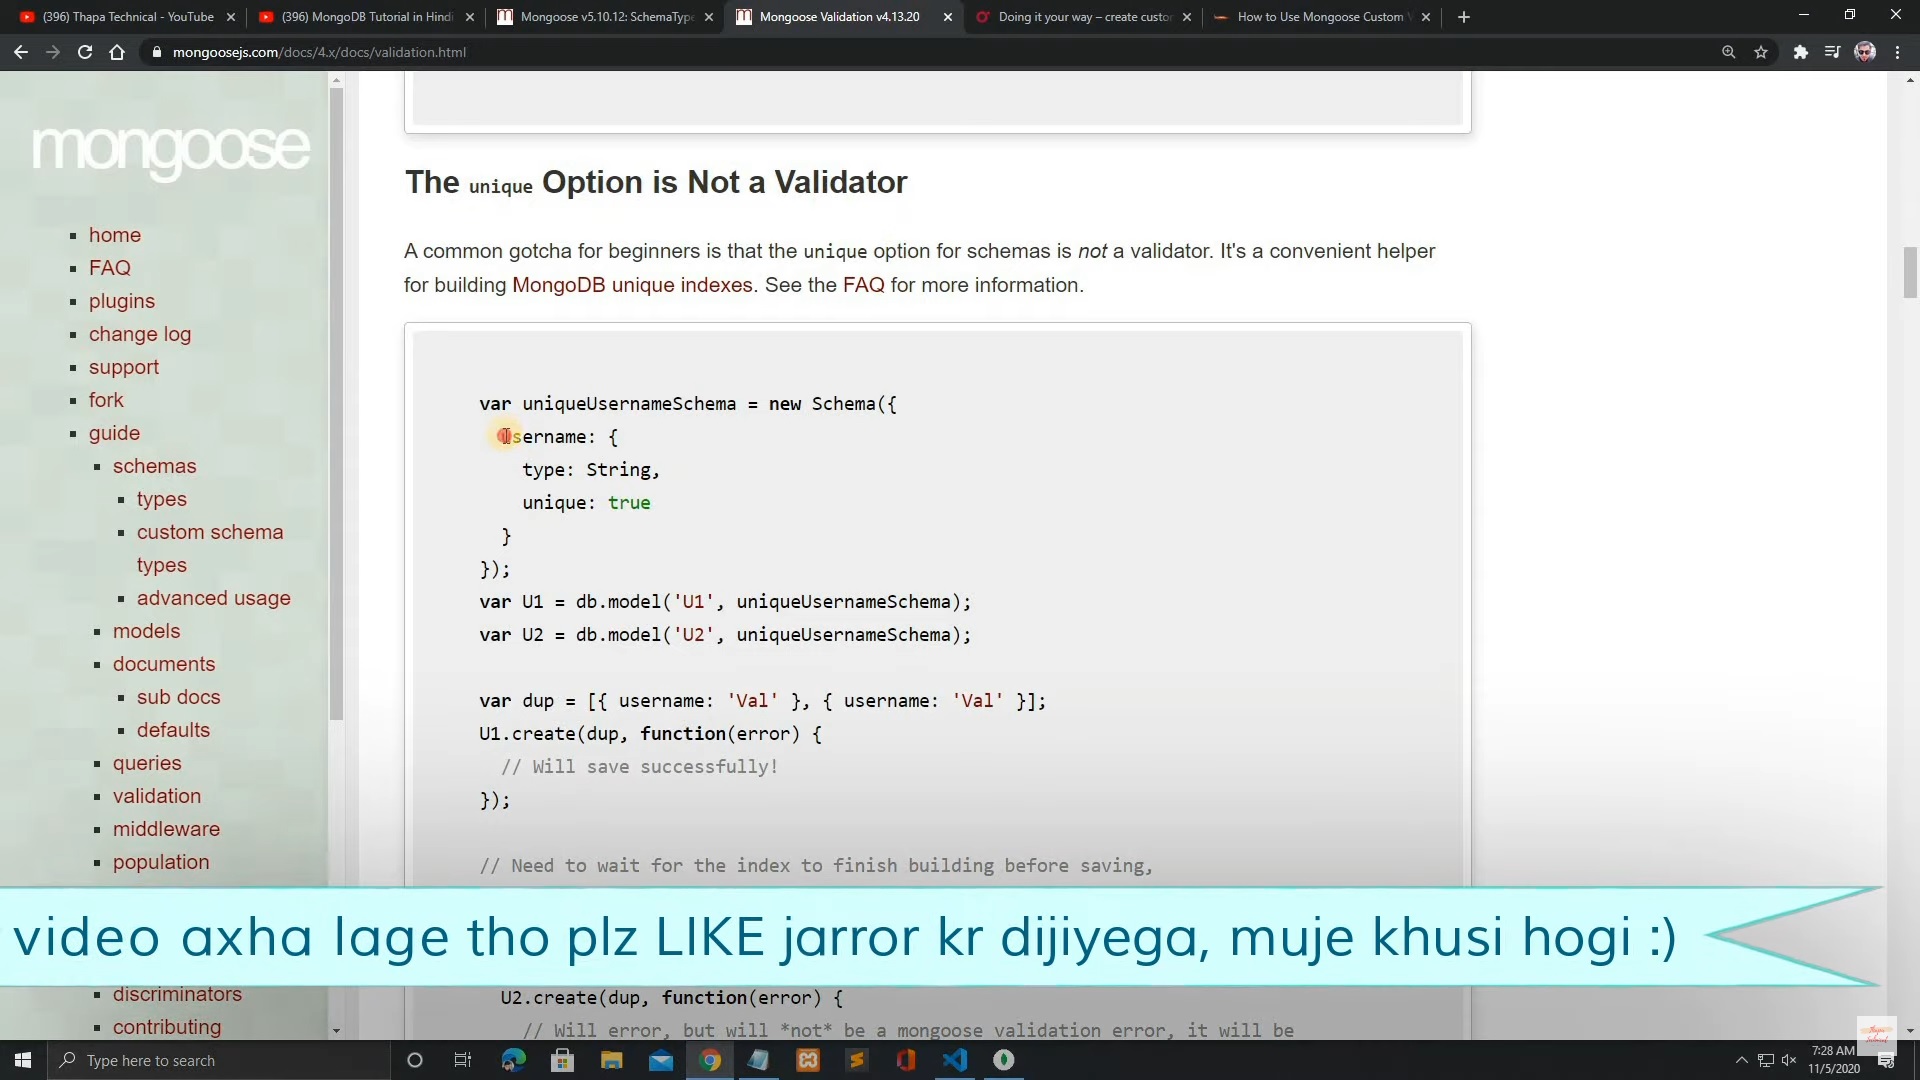 (396) Thapa Technical - YouTube
(396) MongoDB Tutorial in Hindi
Mongoose v5.10.12: SchemaType
Mongoose Validation v4.13.20
Doing it your way – create custom
How to Use Mongoose Custom
mongoosejs.com/docs/4.x/docs/validation.html
mongoose
home
FAQ
plugins
change log
support
fork
guide
schemas
types
custom schema
types
advanced usage
models
documents
sub docs
defaults
queries
validation
middleware
population
discriminators
contributing
The unique Option is Not a Validator
A common gotcha for beginners is that the unique option for schemas is not a validator. It's a convenient helper
for building MongoDB unique indexes. See the FAQ for more information.
var uniqueUsernameSchema = new Schema({
username: {
type: String,
unique: true
}
});
var U1 = db.model('U1', uniqueUsernameSchema);
var U2 = db.model('U2', uniqueUsernameSchema);
var dup = [{ username: 'Val' }, { username: 'Val' }];
U1.create(dup, function(error) {
// Will save successfully!
});
// Need to wait for the index to finish building before saving,
video axha lage tho plz LIKE jarror kr dijiyega, muje khusi hogi :)
U2.create(dup, function(error) {
// Will error, but will *not* be a mongoose validation error, it will be
Type here to search
7:28 AM
11/5/2020